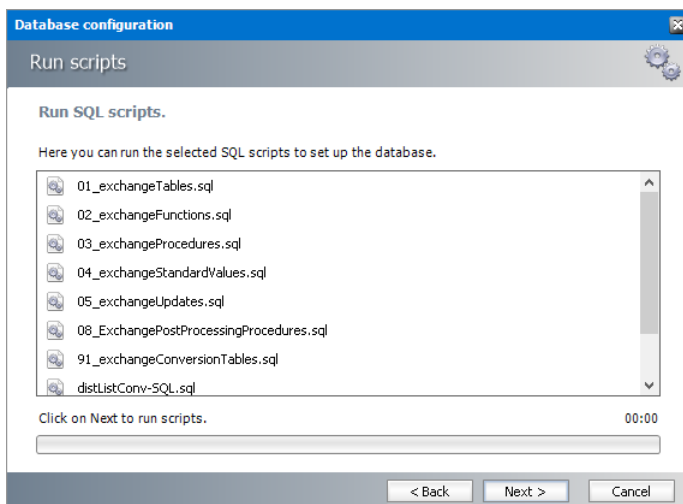 Database configuration
Run scripts
Run SQL scripts.
Here you can run the selected SQL scripts to set up the database.
01_exchangeTables.sql
02_exchangeFunctions.sql
03_exchangeProcedures.sql
04_exchangeStandardValues.sql
05_exchangeUpdates.sql
08_ExchangePostProcessingProcedures.sql
91_exchangeConversionTables.sql
distListConv-SQL.sql
Click on Next to run scripts. 00:00
< Back Next > Cancel